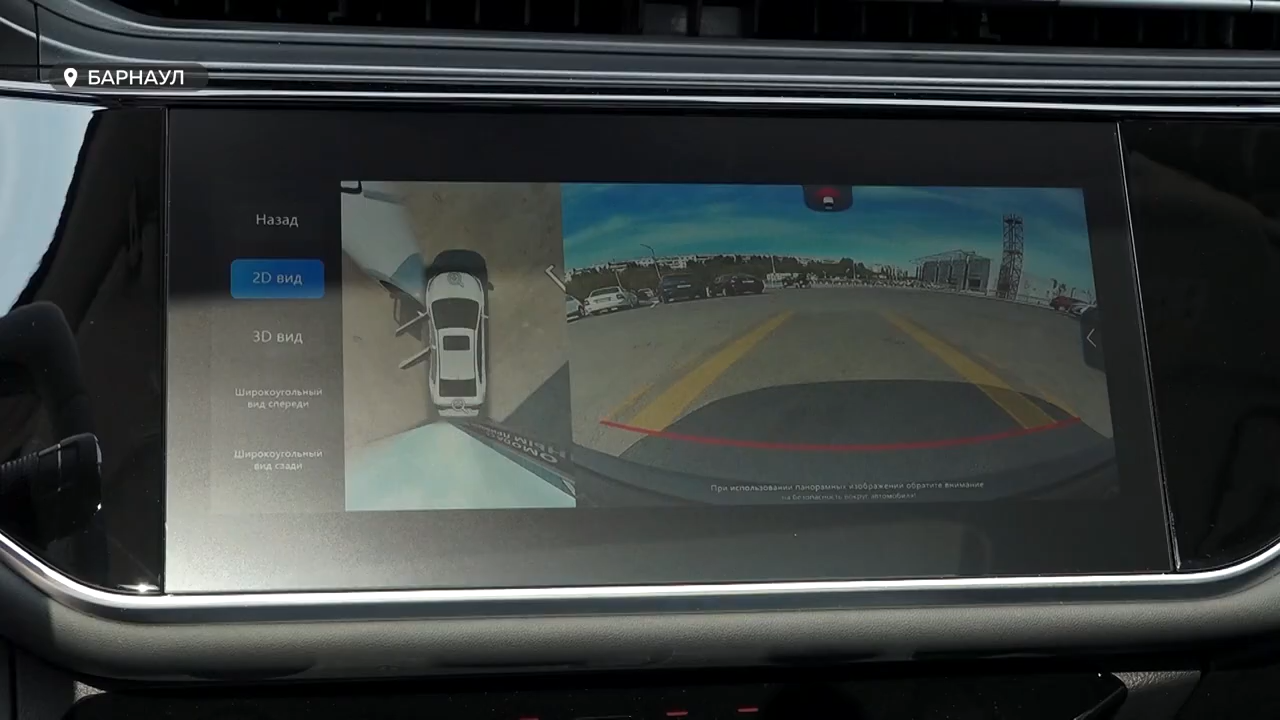 БАРНАУЛ
Назад
2D вид
3D вид
Широкоугольный
вид спереди
Широкоугольный
вид сзади
При использовании панорамных изображений обратите внимание
на безопасность вокруг автомобиля!